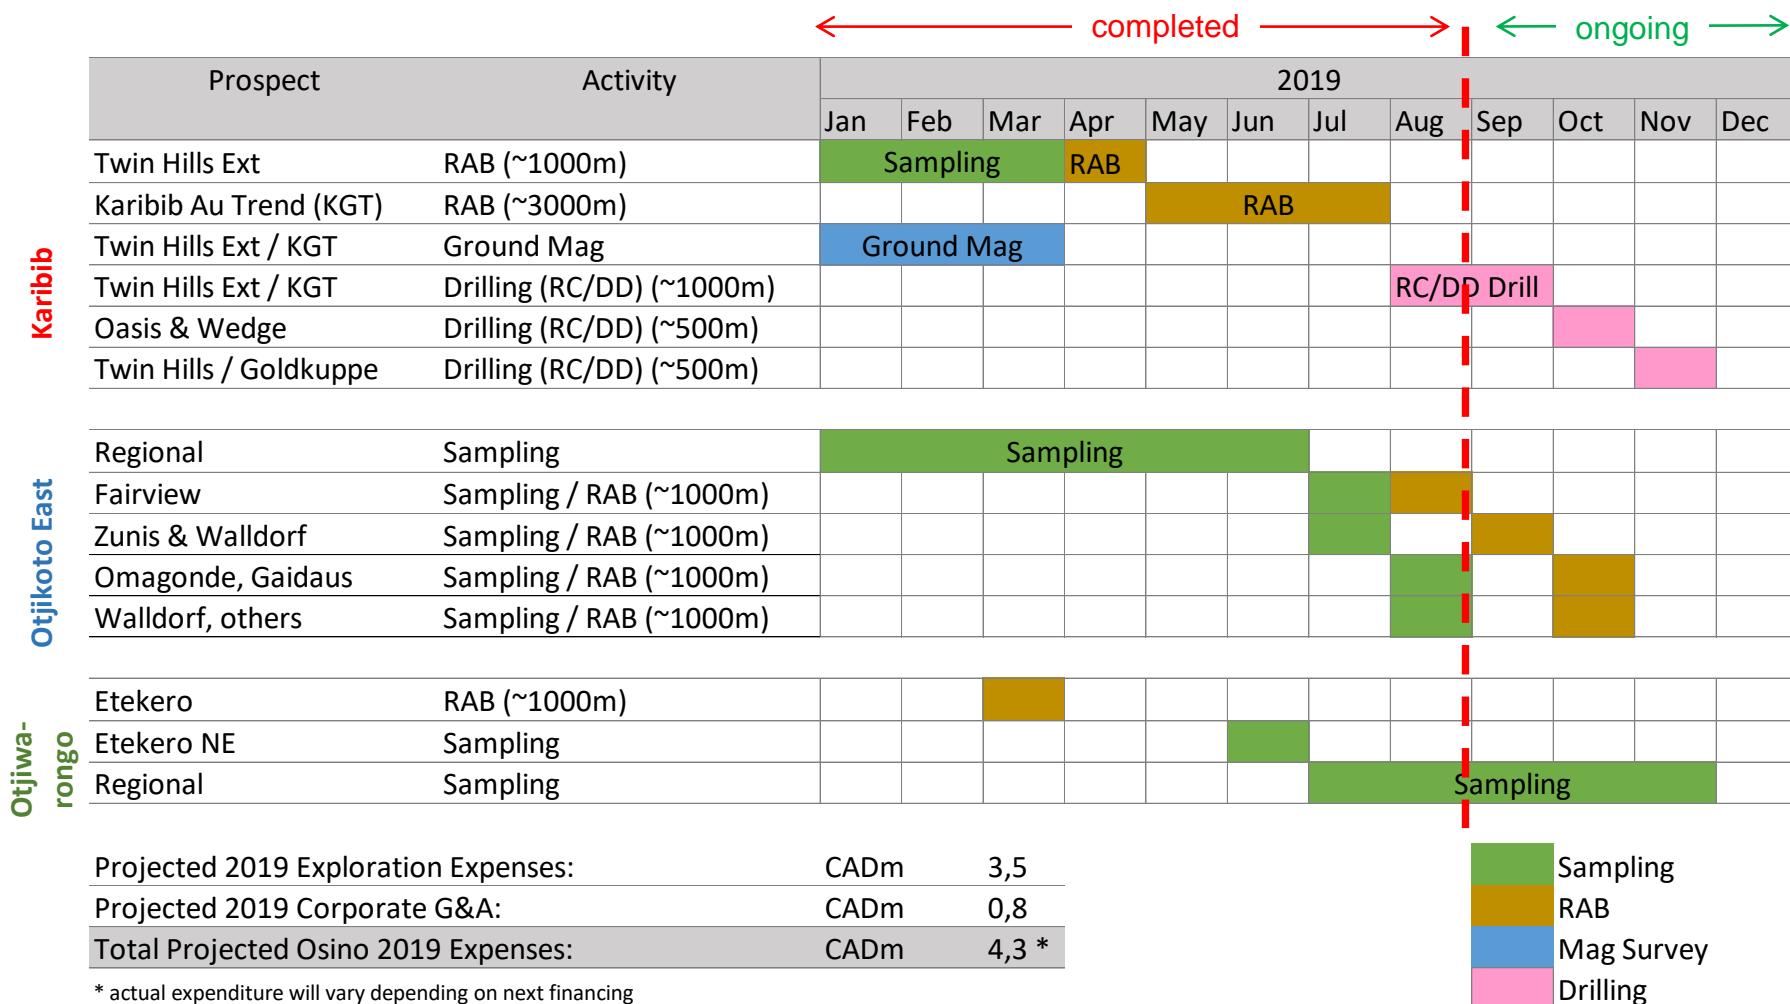 completed ongoing
Prospect Activity 2019
Jan Feb Mar Apr May Jun Jul Aug Sep Oct Nov Dec
Karibib
Twin Hills Ext RAB (~1000m) Sampling RAB
Karibib Au Trend (KGT) RAB (~3000m) RAB
Twin Hills Ext / KGT Ground Mag Ground Mag
Twin Hills Ext / KGT Drilling (RC/DD) (~1000m) RC/DD Drill
Oasis & Wedge Drilling (RC/DD) (~500m)
Twin Hills / Goldkuppe Drilling (RC/DD) (~500m)
Otjikoto East
Regional Sampling Sampling
Fairview Sampling / RAB (~1000m)
Zunis & Walldorf Sampling / RAB (~1000m)
Omagonde, Gaidaus Sampling / RAB (~1000m)
Walldorf, others Sampling / RAB (~1000m)
Otjiwa-
rongo
Etekero RAB (~1000m)
Etekero NE Sampling
Regional Sampling Sampling
Projected 2019 Exploration Expenses: CADm 3,5
Projected 2019 Corporate G&A: CADm 0,8
Total Projected Osino 2019 Expenses: CADm 4,3 *
* actual expenditure will vary depending on next financing
Sampling
RAB
Mag Survey
Drilling